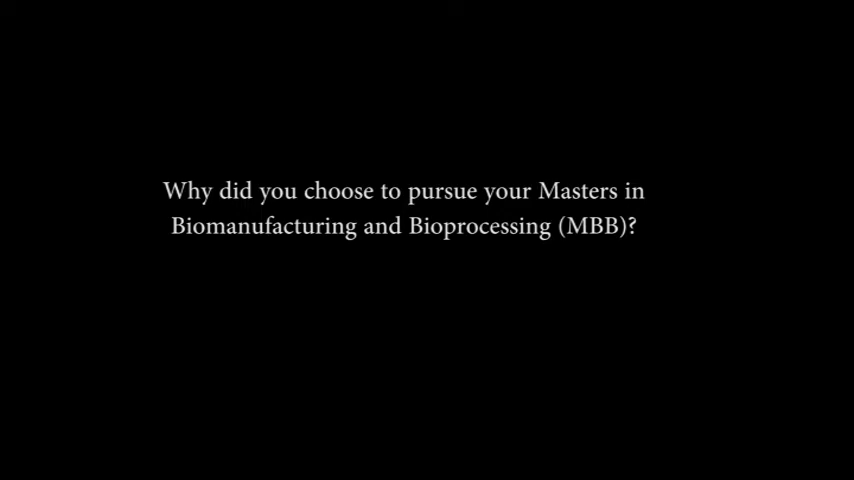 Why did you choose to pursue your Masters in
Biomanufacturing and Bioprocessing (MBB)?